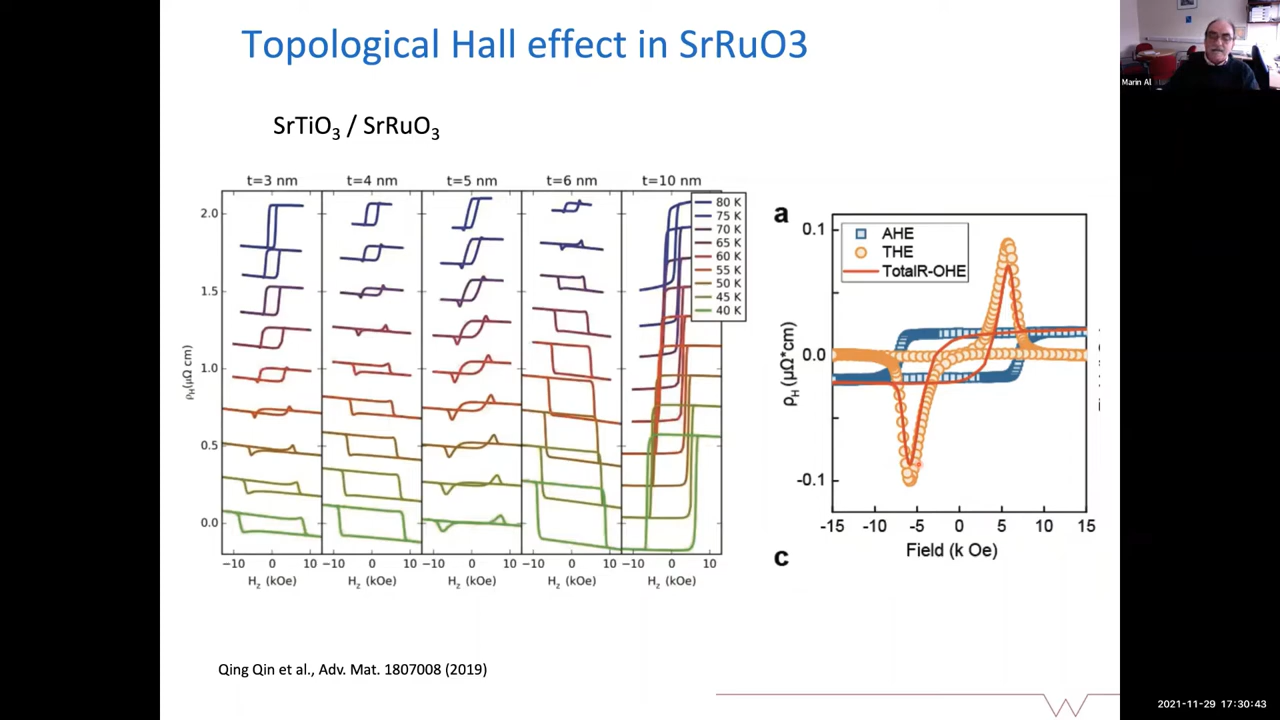 Topological Hall effect in SrRuO3
Marin Al
SrTiO3 / SrRuO3
t=3 nm t=4 nm t=5 nm t=6 nm t=10 nm
80 K
75 K
70 K
65 K
60 K
55 K
50 K
45 K
40 K
2.0
1.5
1.0
0.5
0.0
ρH(μΩ cm)
−10 0 10 −10 0 10 −10 0 10 −10 0 10 −10 0 10
Hz (kOe) Hz (kOe) Hz (kOe) Hz (kOe) Hz (kOe)
a
AHE
THE
TotalR-OHE
0.1
0.0
-0.1
ρH (μΩ*cm)
-15 -10 -5 0 5 10 15
Field (k Oe)
c
Qing Qin et al., Adv. Mat. 1807008 (2019)
2021-11-29 17:30:43